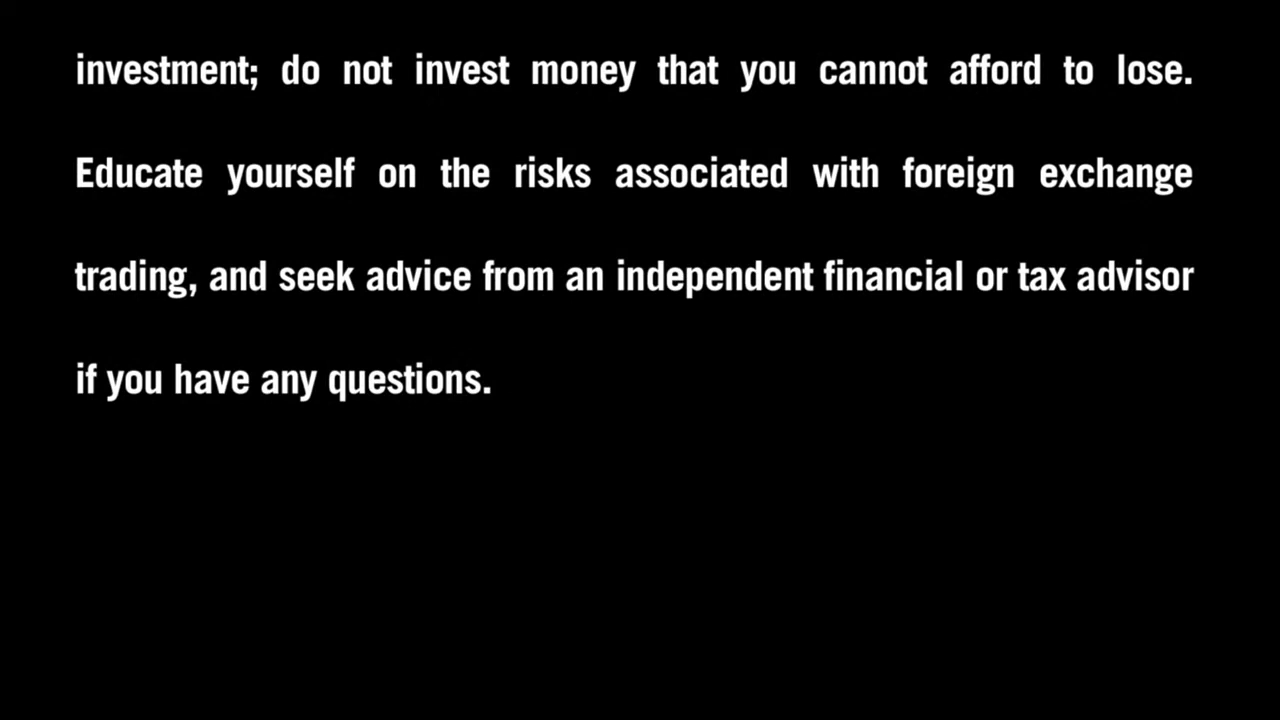 investment; do not invest money that you cannot afford to lose.
Educate yourself on the risks associated with foreign exchange
trading, and seek advice from an independent financial or tax advisor
if you have any questions.